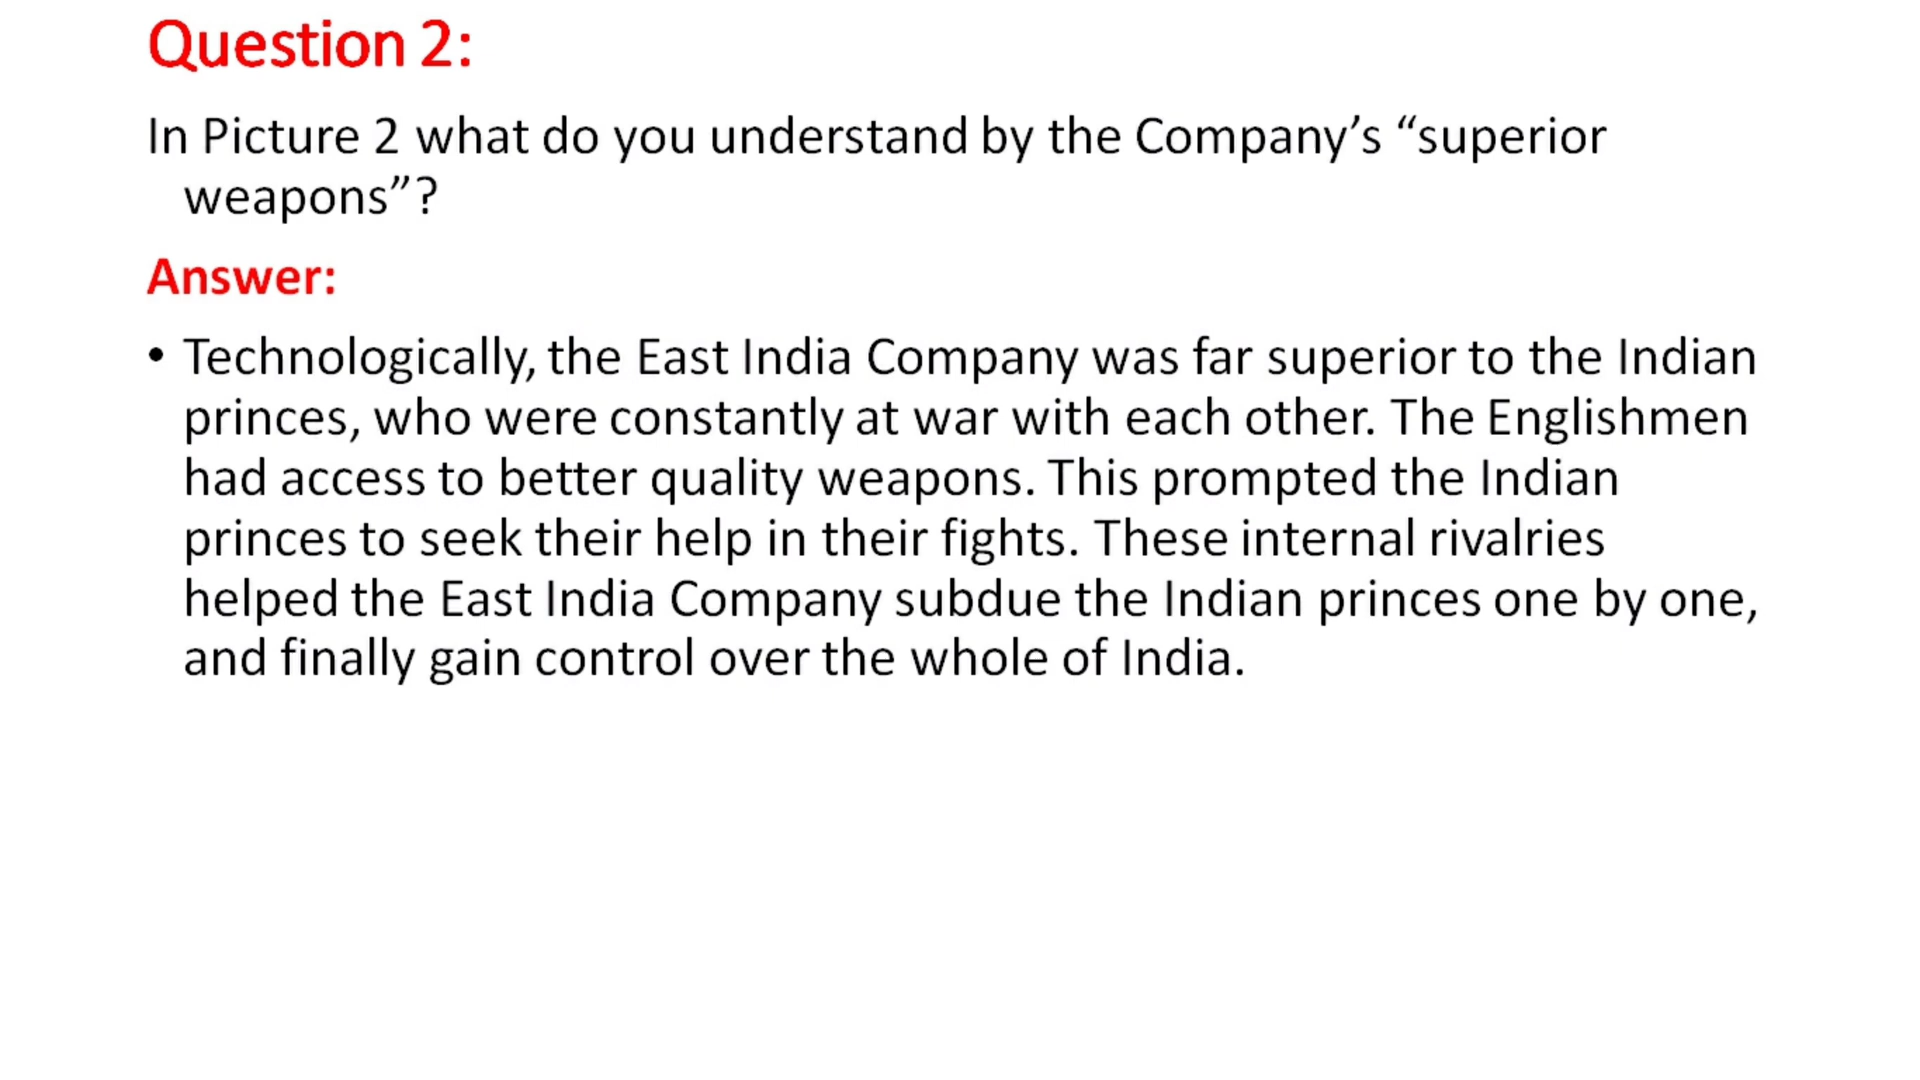 Question 2:
In Picture 2 what do you understand by the Company’s “superior
weapons”?
Answer:
• Technologically, the East India Company was far superior to the Indian
princes, who were constantly at war with each other. The Englishmen
had access to better quality weapons. This prompted the Indian
princes to seek their help in their fights. These internal rivalries
helped the East India Company subdue the Indian princes one by one,
and finally gain control over the whole of India.